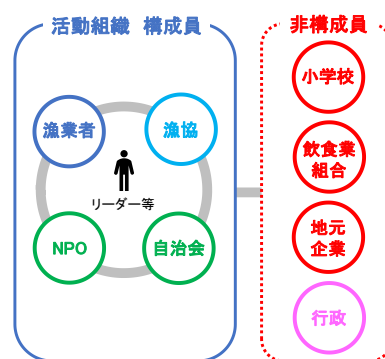 活動組織 構成員
漁業者
漁協
リーダー等
NPO
自治会
非構成員
小学校
飲食業
組合
地元
企業
行政